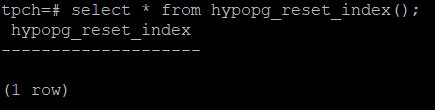 tpch=# select * from hypopg_reset_index();
 hypopg_reset_index
--------------------

(1 row)